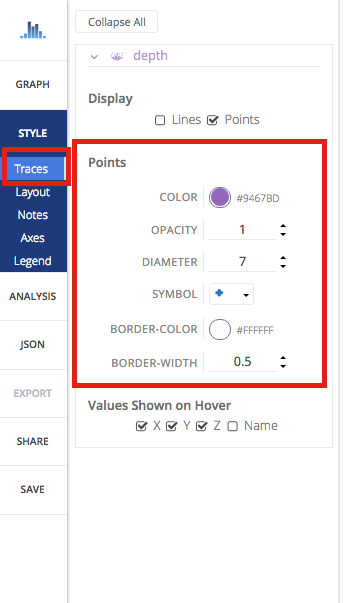 Collapse All
GRAPH
STYLE
Traces
Layout
Notes
Axes
Legend
ANALYSIS
JSON
EXPORT
SHARE
SAVE
depth
Display
Lines Points
Points
COLOR #9467BD
OPACITY 1
DIAMETER 7
SYMBOL
BORDER-COLOR #FFFFFF
BORDER-WIDTH 0.5
Values Shown on Hover
X Y Z Name